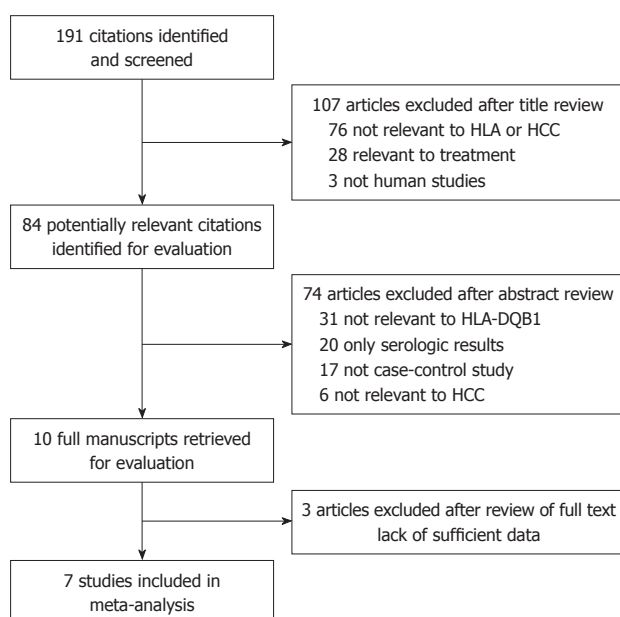 191 citations identified
and screened
107 articles excluded after title review
76 not relevant to HLA or HCC
28 relevant to treatment
3 not human studies
84 potentially relevant citations
identified for evaluation
74 articles excluded after abstract review
31 not relevant to HLA-DQB1
20 only serologic results
17 not case-control study
6 not relevant to HCC
10 full manuscripts retrieved
for evaluation
3 articles excluded after review of full text
lack of sufficient data
7 studies included in
meta-analysis